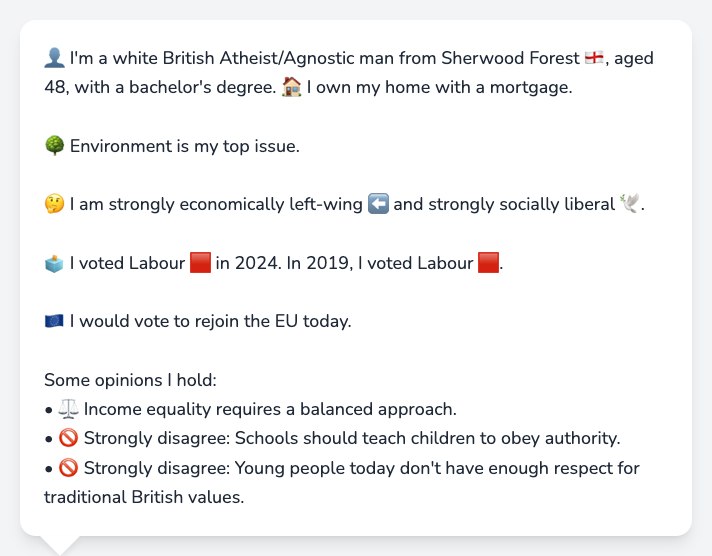 👤 I'm a white British Atheist/Agnostic man from Sherwood Forest 🏴󠁧󠁢󠁥󠁮󠁧󠁿, aged
48, with a bachelor's degree. 🏠 I own my home with a mortgage.
🌳 Environment is my top issue.
🤔 I am strongly economically left-wing ⬅️ and strongly socially liberal 🕊️.
🗳️ I voted Labour 🟥 in 2024. In 2019, I voted Labour 🟥.
🇪🇺 I would vote to rejoin the EU today.
Some opinions I hold:
• ⚖️ Income equality requires a balanced approach.
• 🚫 Strongly disagree: Schools should teach children to obey authority.
• 🚫 Strongly disagree: Young people today don't have enough respect for
traditional British values.